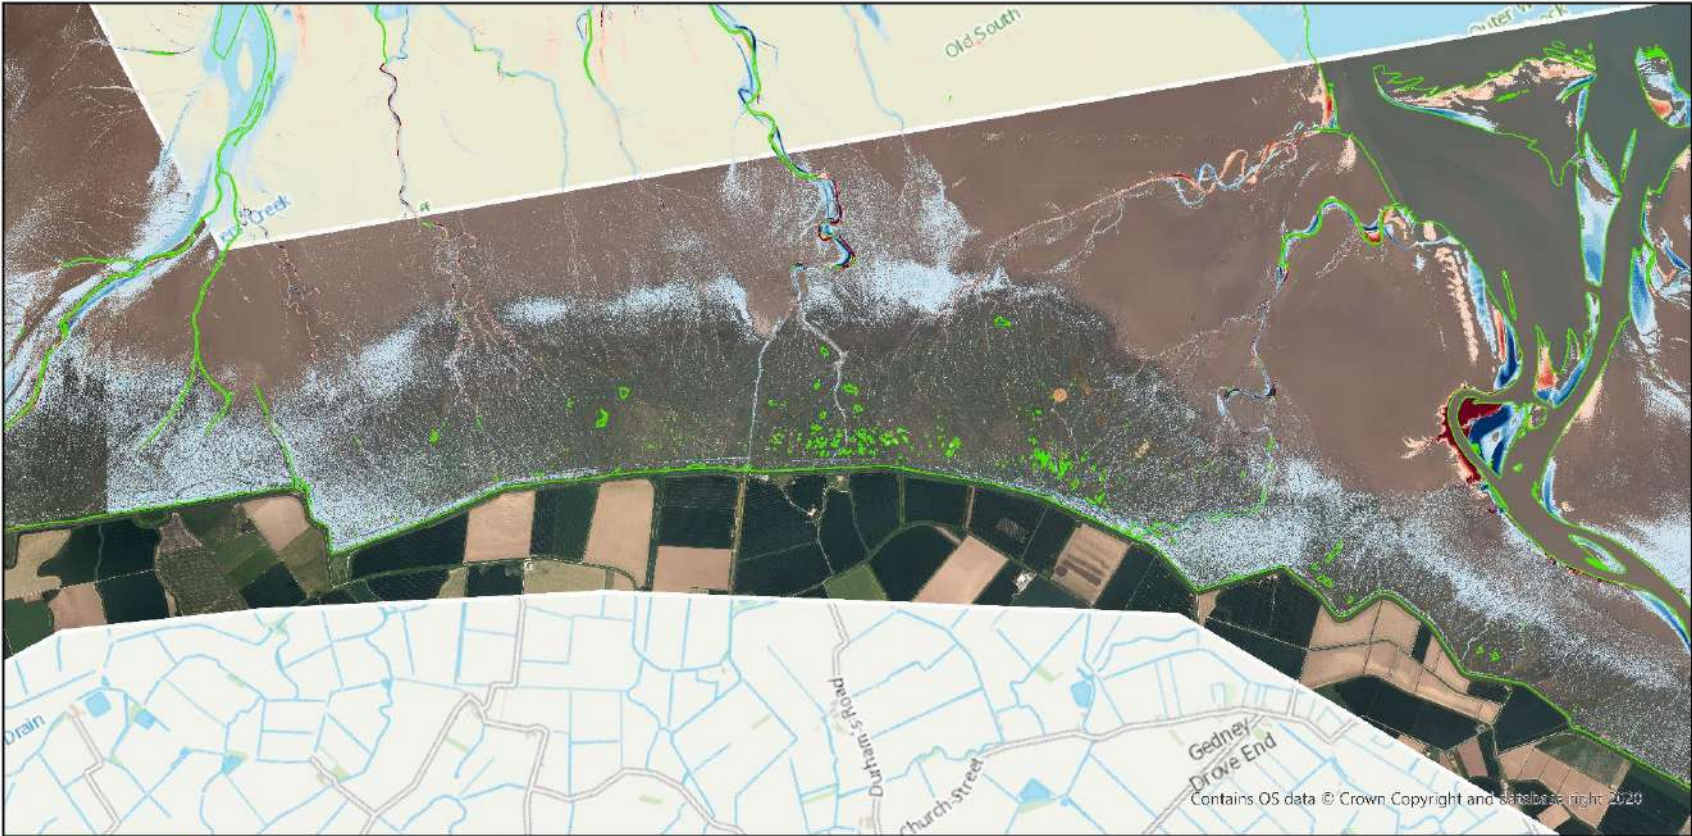 Old South
Outer W
Creek
Drain
Durham's Road
Church Street
Gedney
Drove End
Contains OS data © Crown Copyright and database right 2020